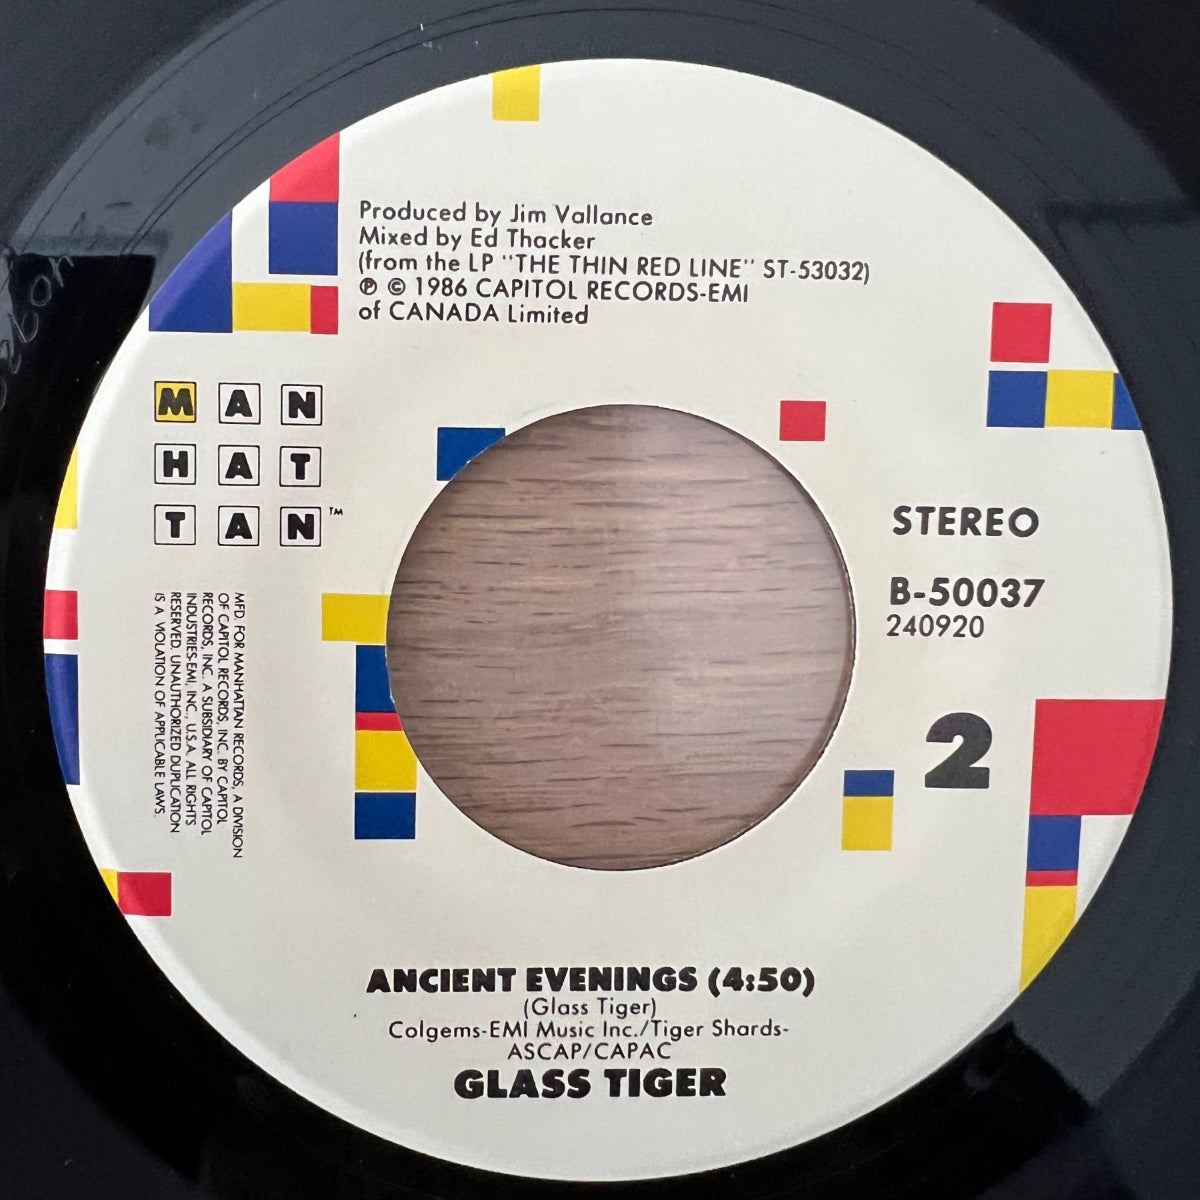 Produced by Jim Vallance
Mixed by Ed Thacker
(from the LP "THE THIN RED LINE" ST-53032)
℗ © 1986 CAPITOL RECORDS-EMI
of CANADA Limited
MAN
HAT
TAN™
STEREO
B-50037
240920
2
MFD. FOR MANHATTAN RECORDS, A DIVISION
OF CAPITOL RECORDS, INC. BY CAPITOL
RECORDS, INC. A SUBSIDIARY OF CAPITOL
INDUSTRIES-EMI, INC., U.S.A. ALL RIGHTS
RESERVED. UNAUTHORIZED DUPLICATION
IS A VIOLATION OF APPLICABLE LAWS.
ANCIENT EVENINGS (4:50)
(Glass Tiger)
Colgems-EMI Music Inc./Tiger Shards-
ASCAP/CAPAC
GLASS TIGER